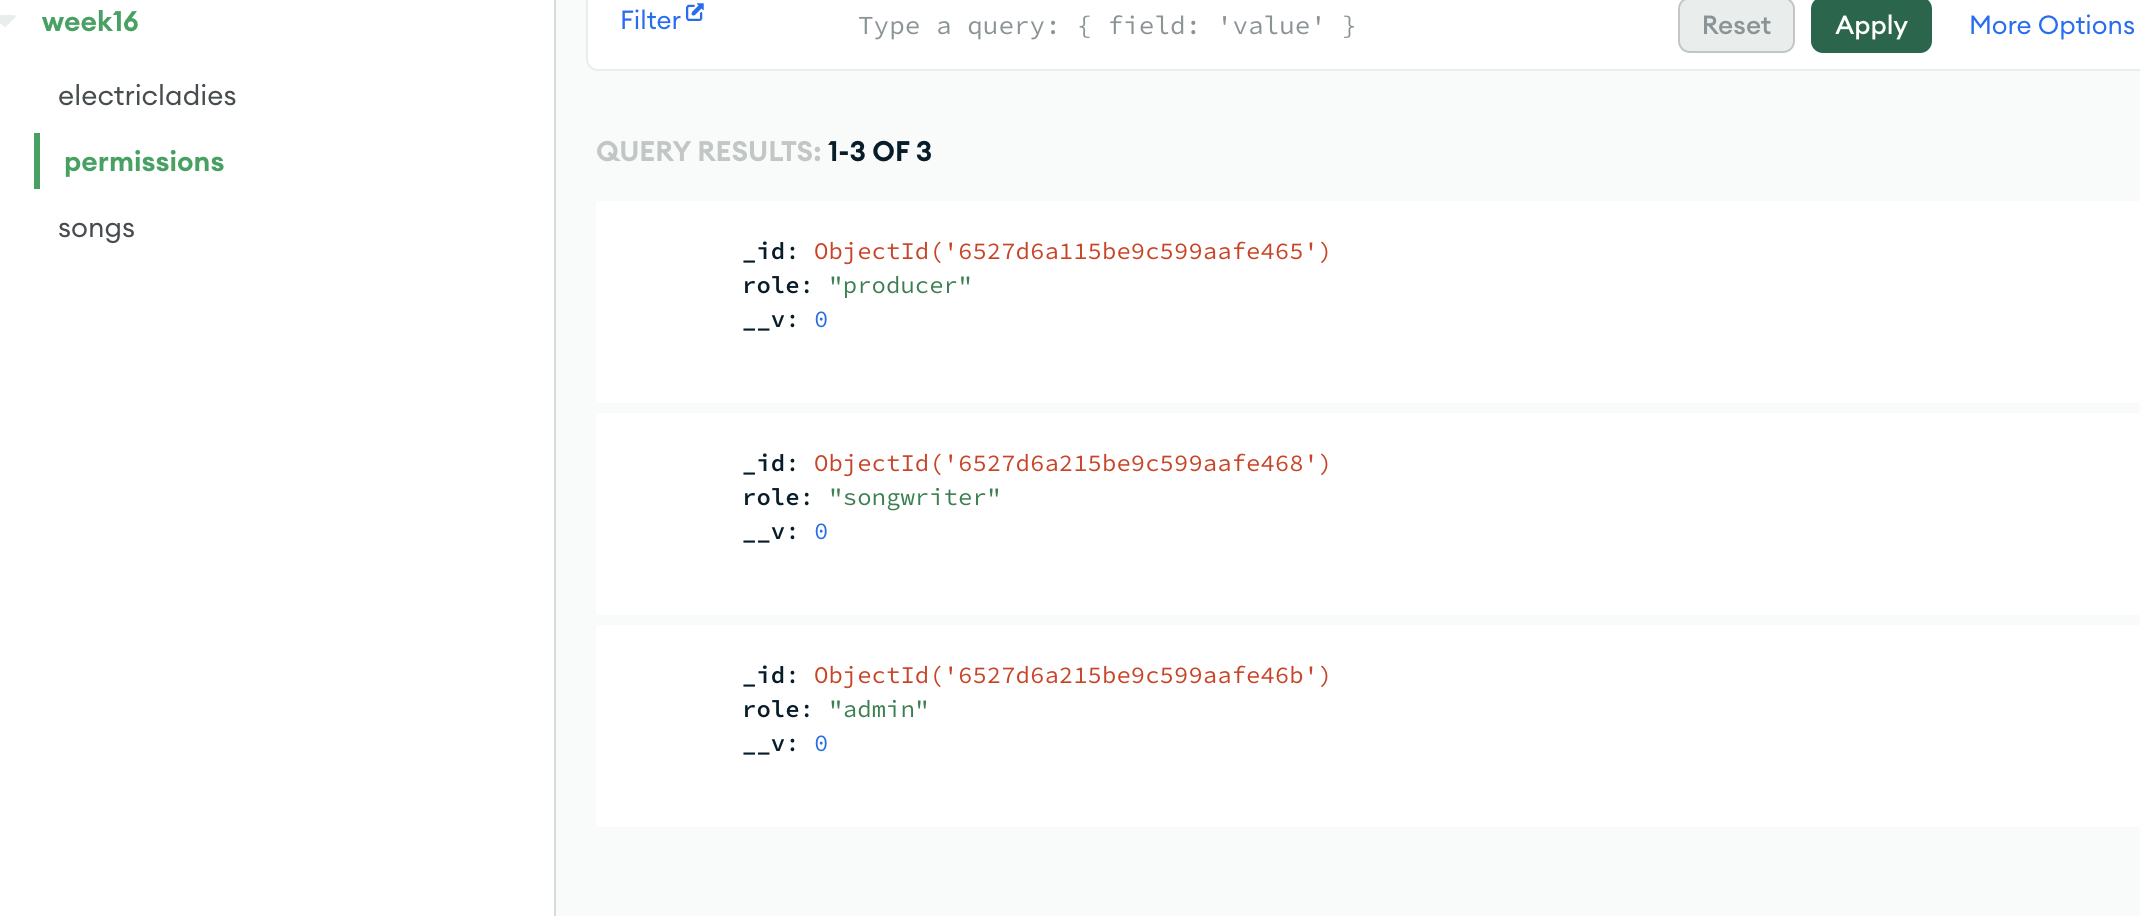 week16
electricladies
permissions
songs
Filter
Type a query: { field: 'value' }
Reset
Apply
More Options
QUERY RESULTS: 1-3 OF 3
_id: ObjectId('6527d6a115be9c599aafe465')
role: "producer"
__v: 0
_id: ObjectId('6527d6a215be9c599aafe468')
role: "songwriter"
__v: 0
_id: ObjectId('6527d6a215be9c599aafe46b')
role: "admin"
__v: 0